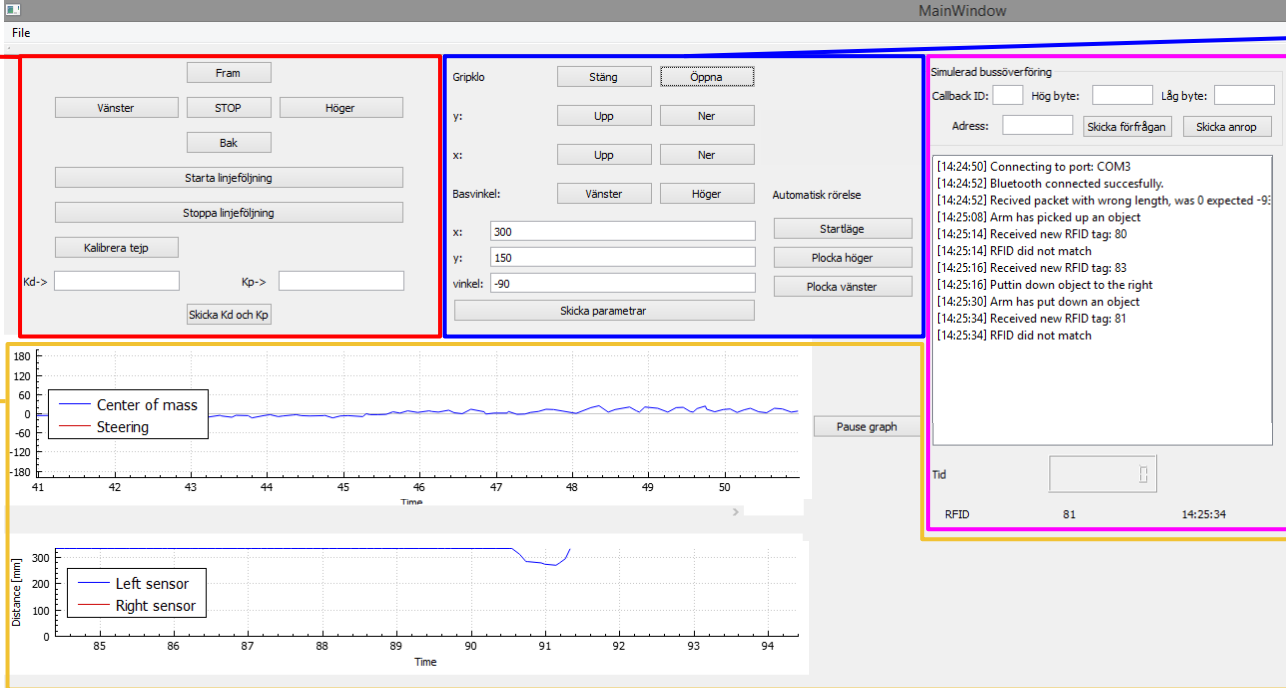 MainWindow
File
Fram
Vänster STOP Höger
Bak
Starta linjeföljning
Stoppa linjeföljning
Kalibrera tejp
Kd-> Kp->
Skicka Kd och Kp
Gripklo Stäng Öppna
y: Upp Ner
x: Upp Ner
Basvinkel: Vänster Höger
x: 300
y: 150
vinkel: -90
Skicka parametrar
Automatisk rörelse
Startläge
Plocka höger
Plocka vänster
Simulerad bussöverföring
Callback ID: Hög byte: Låg byte:
Adress: Skicka förfrågan Skicka anrop
[14:24:50] Connecting to port: COM3
[14:24:52] Bluetooth connected succesfully.
[14:24:52] Recived packet with wrong length, was 0 expected -93
[14:25:08] Arm has picked up an object
[14:25:14] Received new RFID tag: 80
[14:25:14] RFID did not match
[14:25:16] Received new RFID tag: 83
[14:25:16] Puttin down object to the right
[14:25:30] Arm has put down an object
[14:25:34] Received new RFID tag: 81
[14:25:34] RFID did not match
Tid 0
RFID 81 14:25:34
180
120
60
0
-60
-120
-180
Center of mass
Steering
41 42 43 44 45 46 47 48 49 50
Time
Pause graph
Distance [mm]
300
200
100
0
Left sensor
Right sensor
85 86 87 88 89 90 91 92 93 94
Time